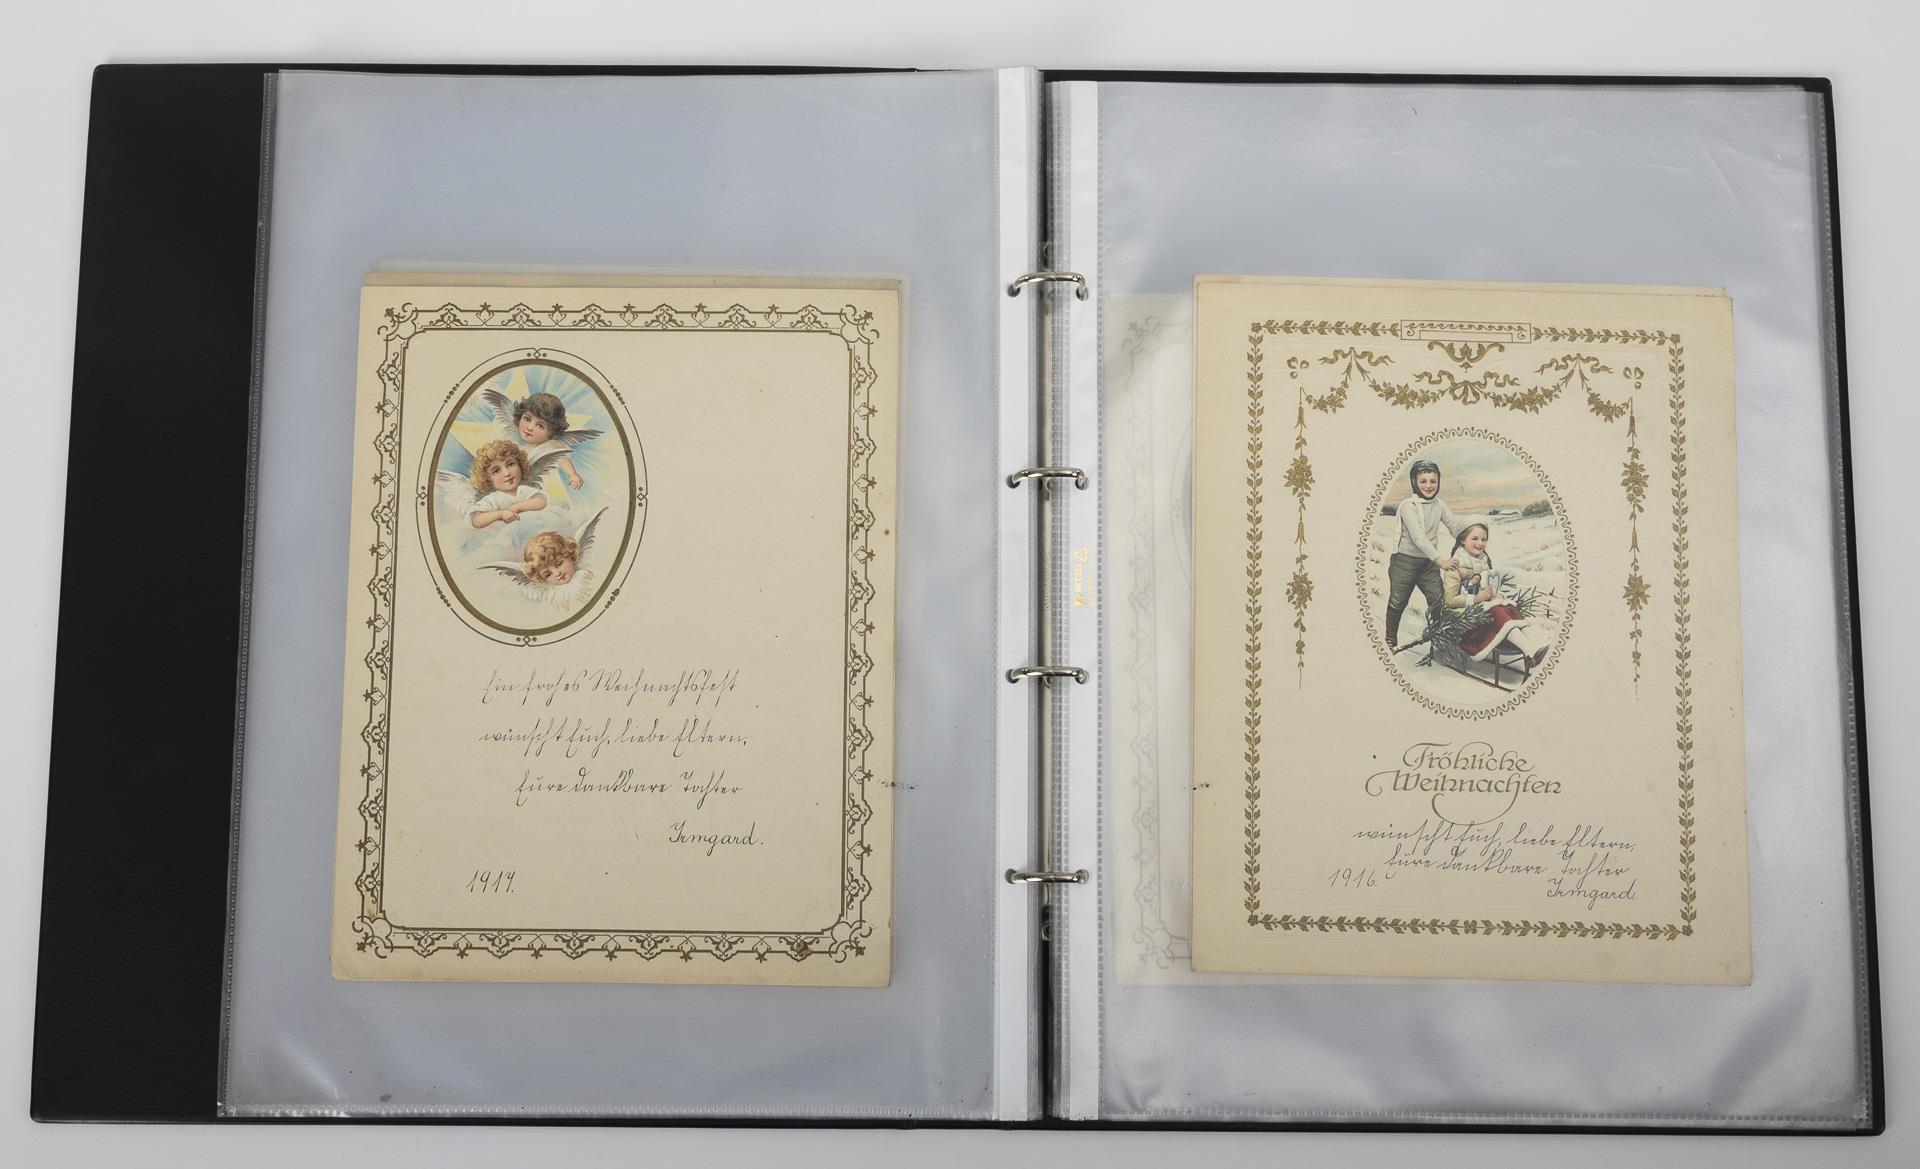 Ein frohes Weihnachtsfest
wünscht Euch, liebe Eltern,
Eure dankbare Tochter
Irmgard.
1917.
Fröhliche
Weihnachten
wünscht Euch, liebe Eltern,
Eure dankbare Tochter
1916.
Irmgard